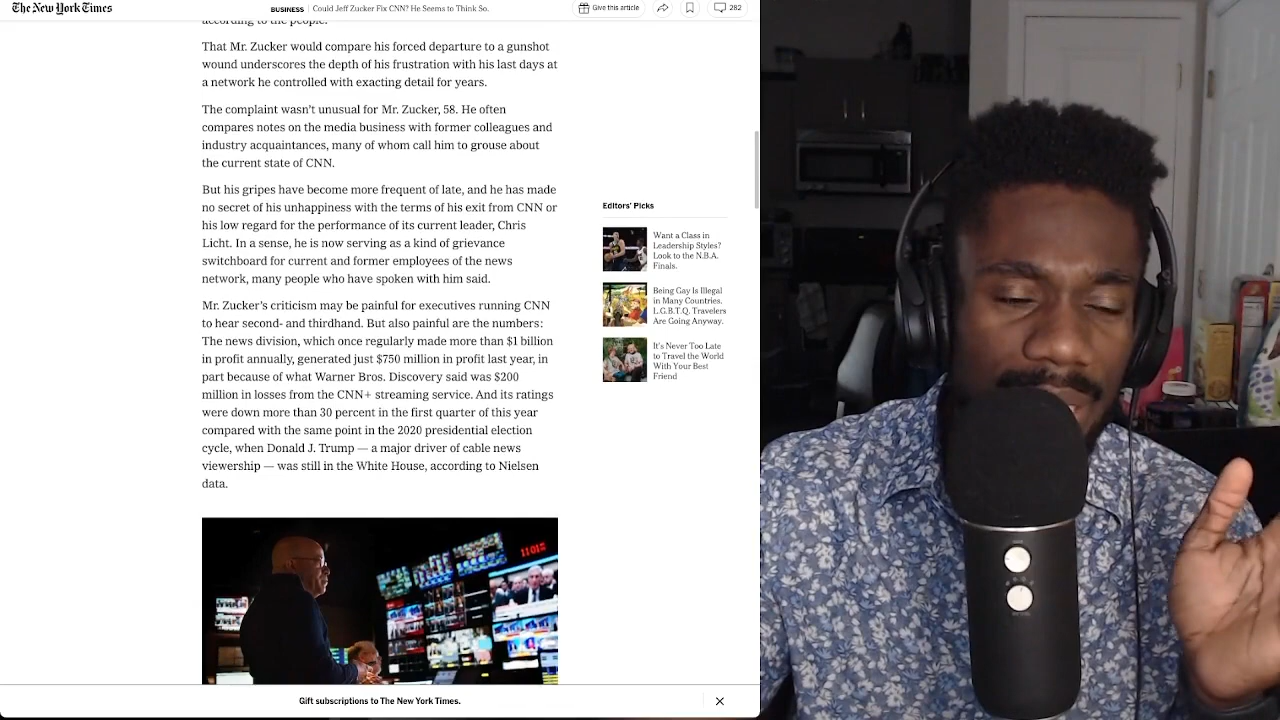 The New York Times
BUSINESS | Could Jeff Zucker Fix CNN? He Seems to Think So.
Give this article
282
according to the people.
That Mr. Zucker would compare his forced departure to a gunshot
wound underscores the depth of his frustration with his last days at
a network he controlled with exacting detail for years.
The complaint wasn't unusual for Mr. Zucker, 58. He often
compares notes on the media business with former colleagues and
industry acquaintances, many of whom call him to grouse about
the current state of CNN.
But his gripes have become more frequent of late, and he has made
no secret of his unhappiness with the terms of his exit from CNN or
his low regard for the performance of its current leader, Chris
Licht. In a sense, he is now serving as a kind of grievance
switchboard for current and former employees of the news
network, many people who have spoken with him said.
Mr. Zucker's criticism may be painful for executives running CNN
to hear second- and thirdhand. But also painful are the numbers:
The news division, which once regularly made more than $1 billion
in profit annually, generated just $750 million in profit last year, in
part because of what Warner Bros. Discovery said was $200
million in losses from the CNN+ streaming service. And its ratings
were down more than 30 percent in the first quarter of this year
compared with the same point in the 2020 presidential election
cycle, when Donald J. Trump — a major driver of cable news
viewership — was still in the White House, according to Nielsen
data.
Editors' Picks
Want a Class in
Leadership Styles?
Look to the N.B.A.
Finals.
Being Gay Is Illegal
in Many Countries.
L.G.B.T.Q. Travelers
Are Going Anyway.
It's Never Too Late
to Travel the World
With Your Best
Friend
Gift subscriptions to The New York Times.